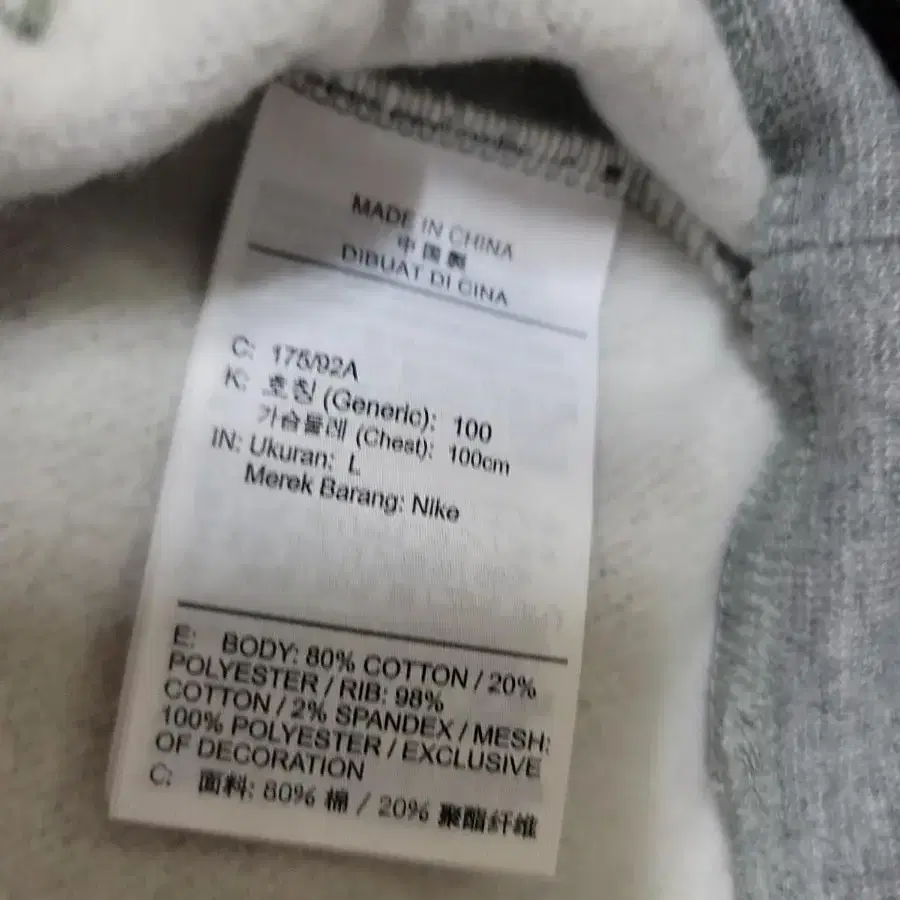 MADE IN CHINA
中国製
DIBUAT DI CINA
C: 175/92A
K: 호칭 (Generic): 100
가슴둘레 (Chest): 100cm
IN: Ukuran: L
Merek Barang: Nike
E: BODY: 80% COTTON / 20%
POLYESTER / RIB: 98%
COTTON / 2% SPANDEX / MESH:
100% POLYESTER / EXCLUSIVE
OF DECORATION
C: 面料: 80% 棉 / 20% 聚酯纤维